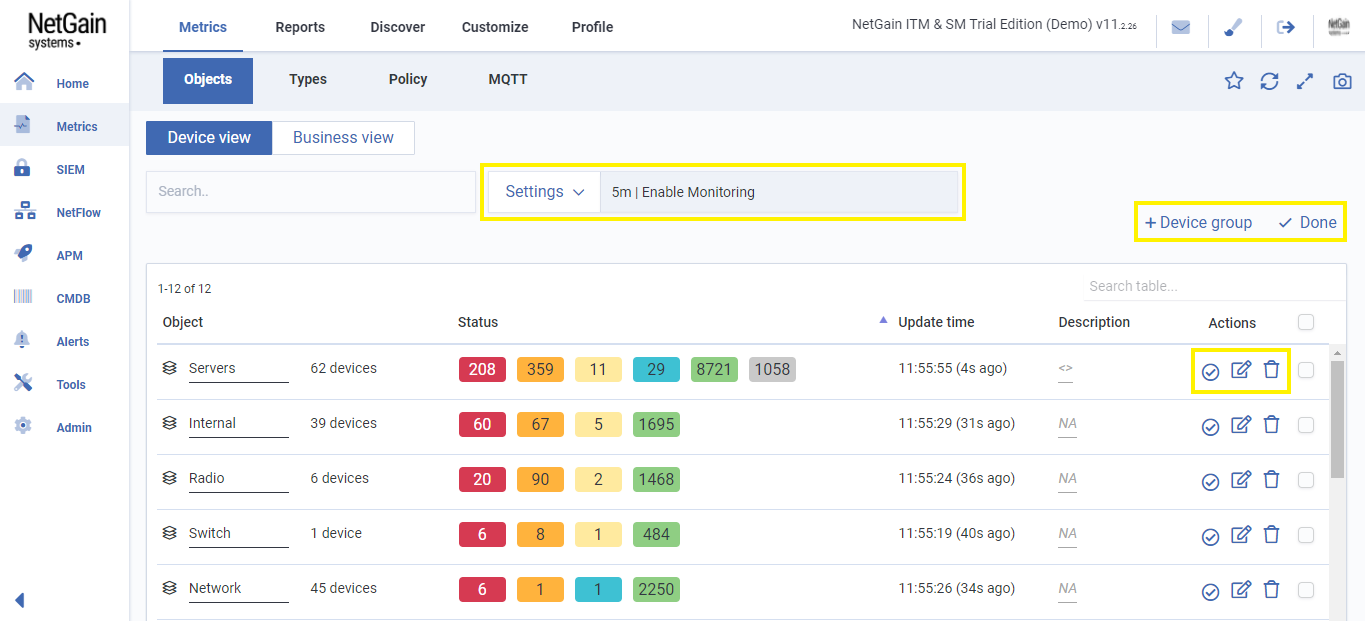 NetGain
systems
Metrics Reports Discover Customize Profile
NetGain ITM & SM Trial Edition (Demo) v11.2.26
NetGain
systems
Home
Metrics
SIEM
NetFlow
APM
CMDB
Alerts
Tools
Admin
Objects Types Policy MQTT
Device view Business view
Search.. Settings 5m | Enable Monitoring
+ Device group Done
1-12 of 12 Search table...
Object Status Update time Description Actions
Servers 62 devices 208 359 11 29 8721 1058 11:55:55 (4s ago) <>
Internal 39 devices 60 67 5 1695 11:55:29 (31s ago) NA
Radio 6 devices 20 90 2 1468 11:55:24 (36s ago) NA
Switch 1 device 6 8 1 484 11:55:19 (40s ago) NA
Network 45 devices 6 1 1 2250 11:55:26 (34s ago) NA